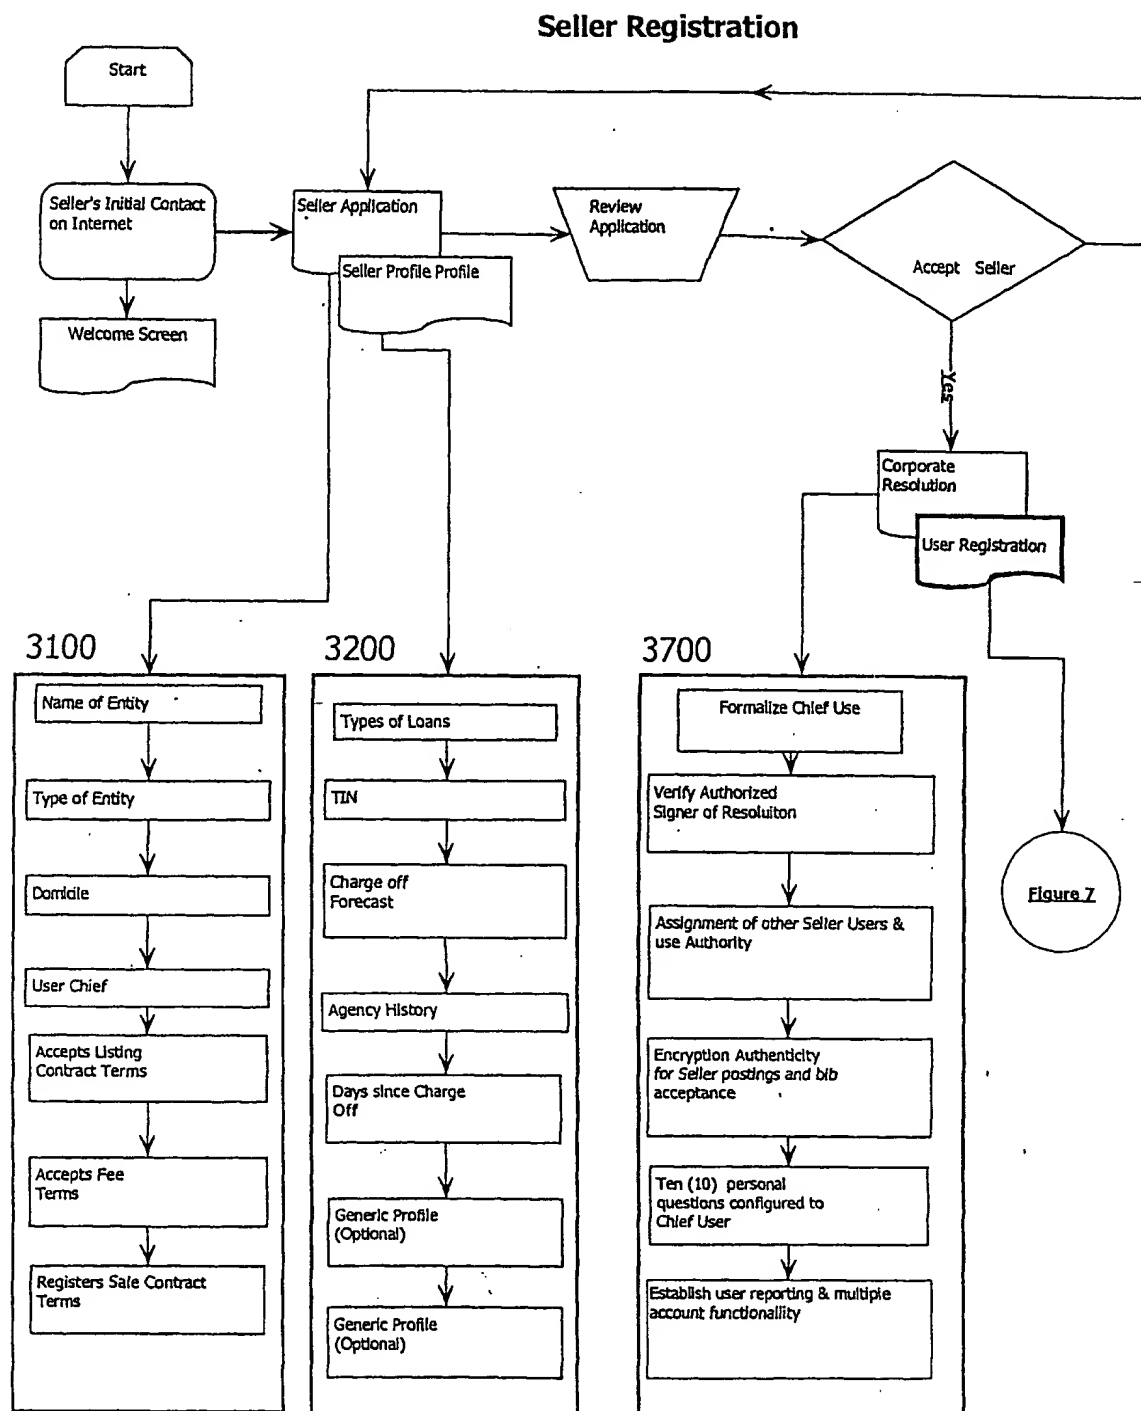 Seller Registration
Start
Seller's Initial Contact
on Internet
Welcome Screen
Seller Application
Seller Profile Profile
Review
Application
Accept Seller
Yes
Corporate
Resolution
User Registration
Figure 7
3100
Name of Entity
Type of Entity
Domicile
User Chief
Accepts Listing
Contract Terms
Accepts Fee
Terms
Registers Sale Contract
Terms
3200
Types of Loans
TIN
Charge off
Forecast
Agency History
Days since Charge
Off
Generic Profile
(Optional)
Generic Profile
(Optional)
3700
Formalize Chief Use
Verify Authorized
Signer of Resoluiton
Assignment of other Seller Users &
use Authority
Encryption Authenticity
for Seller postings and bib
acceptance
Ten (10) personal
questions configured to
Chief User
Establish user reporting & multiple
account functionallity